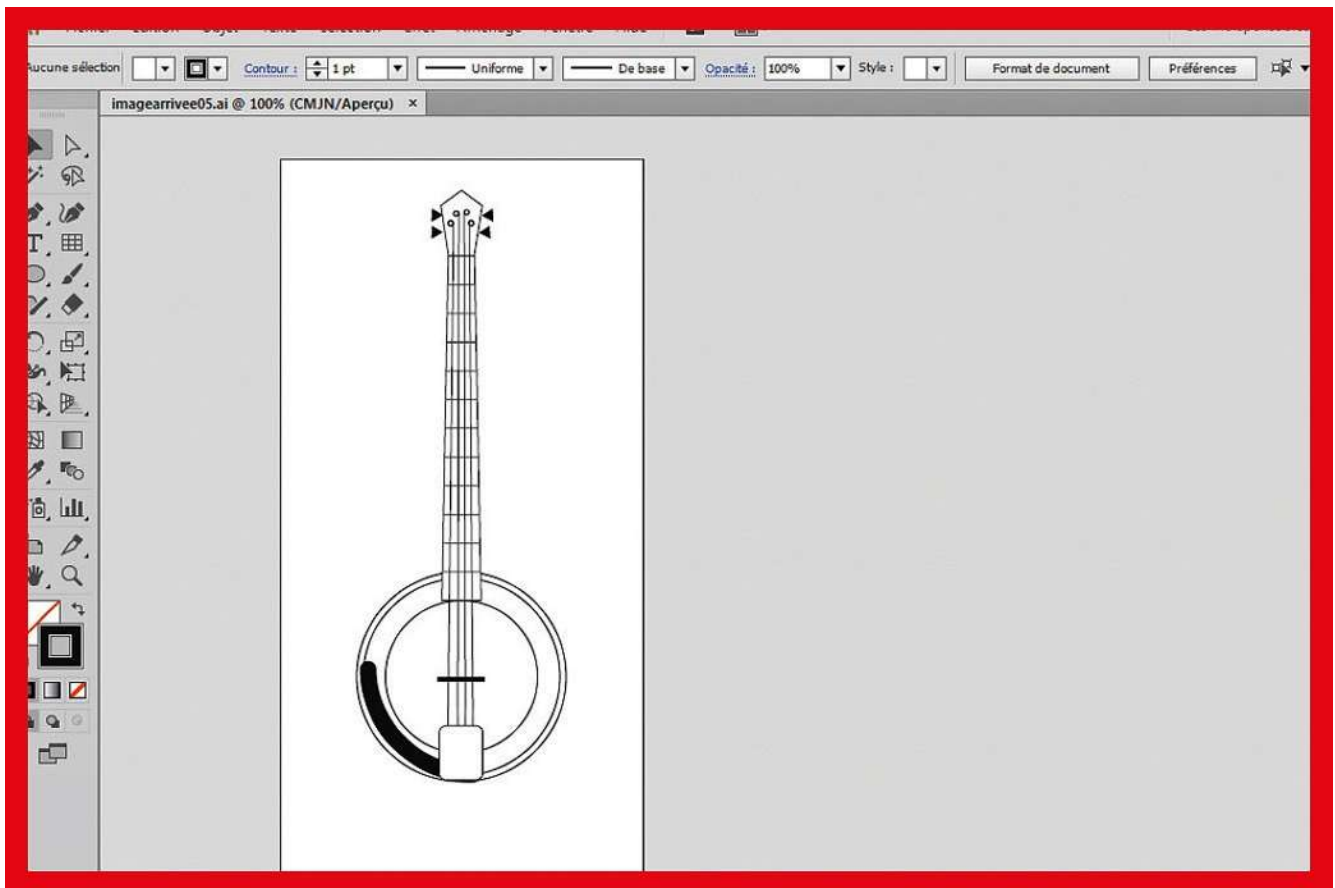 Aucune sélection Contour : 1 pt Uniforme De base Opacité : 100% Style : Format de document Préférences
imagearrivee05.ai @ 100% (CMJN/Aperçu) ×
T